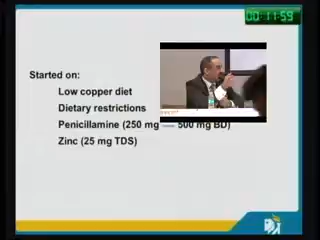 00:11:59
Started on:
Low copper diet
Dietary restrictions
Penicillamine (250 mg — 500 mg BD)
Zinc (25 mg TDS)